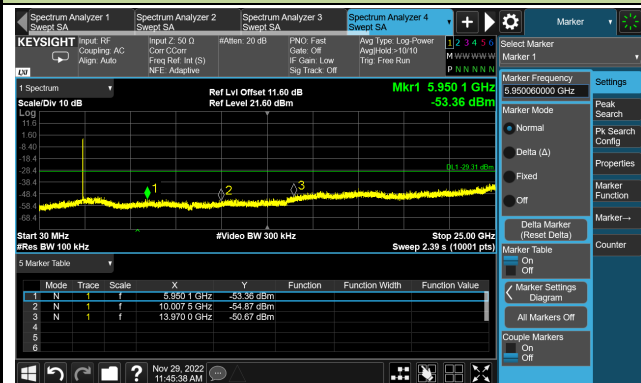 Spectrum Analyzer 1
Swept SA
Spectrum Analyzer 2
Swept SA
Spectrum Analyzer 3
Swept SA
Spectrum Analyzer 4
Swept SA
Marker
KEYSIGHT
Input: RF
Coupling: AC
Align: Auto
Input Z: 50 Ω
Corr CCorr
Freq Ref: Int (S)
NFE: Adaptive
#Atten: 20 dB
PNO: Fast
Gate: Off
IF Gain: Low
Sig Track: Off
Avg Type: Log-Power
Avg|Hold:>10/10
Trig: Free Run
1 2 3 4 5 6
M W W W W W
P N N N N N
LXI
Select Marker
Marker 1
1 Spectrum
Scale/Div 10 dB
Ref Lvl Offset 11.60 dB
Ref Level 21.60 dBm
Mkr1 5.950 1 GHz
-53.36 dBm
Log
11.6
1.60
-8.40
-18.4
-28.4
-38.4
-48.4
-58.4
-68.4
DL1 -29.31 dBm
1
2
3
Start 30 MHz
#Res BW 100 kHz
#Video BW 300 kHz
Stop 25.00 GHz
Sweep 2.39 s (10001 pts)
5 Marker Table
Mode Trace Scale X Y Function Function Width Function Value
1 N 1 f 5.950 1 GHz -53.36 dBm
2 N 1 f 10.007 5 GHz -54.87 dBm
3 N 1 f 13.970 0 GHz -50.67 dBm
4
5
6
Marker Frequency
5.950060000 GHz
Marker Mode
Normal
Delta (Δ)
Fixed
Off
Delta Marker
(Reset Delta)
Marker Table
On
Off
Marker Settings
Diagram
All Markers Off
Couple Markers
On
Off
Settings
Peak
Search
Pk Search
Config
Properties
Marker
Function
Marker→
Counter
Nov 29, 2022
11:45:38 AM